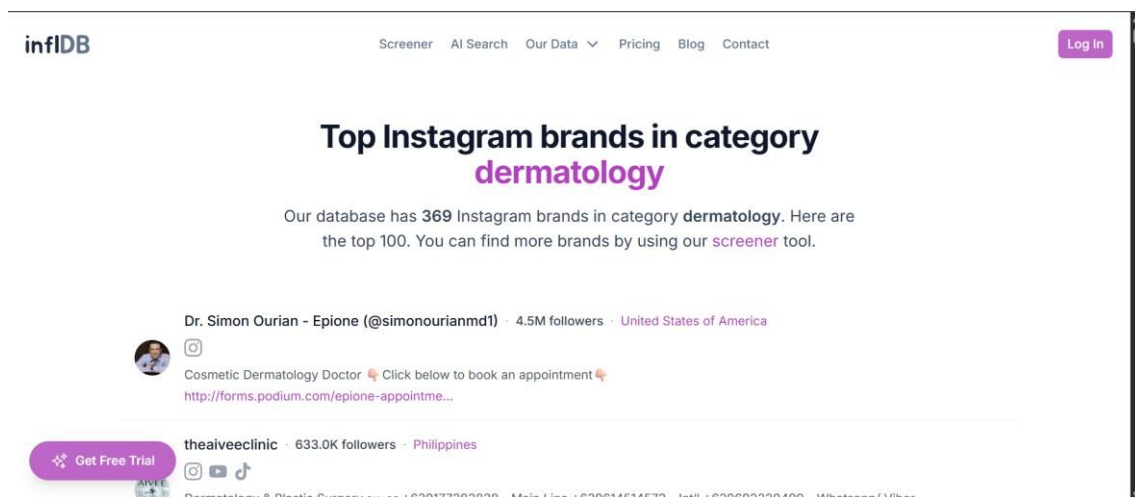 inflDB
Screener AI Search Our Data Pricing Blog Contact
Log In
Top Instagram brands in category
dermatology
Our database has 369 Instagram brands in category dermatology. Here are
the top 100. You can find more brands by using our screener tool.
Dr. Simon Ourian - Epione (@simonourianmd1) · 4.5M followers · United States of America
Cosmetic Dermatology Doctor 👇🏻 Click below to book an appointment👇🏻
http://forms.podium.com/epione-appointme...
theaiveeclinic · 633.0K followers · Philippines
Get Free Trial
AIVEE
Dermatology & Plastic Surgery